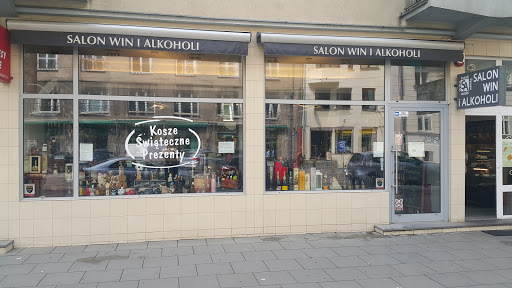 SALON WIN I ALKOHOLI
SALON WIN I ALKOHOLI
SALON
WIN
I ALKOHOLI
Kosze
Świąteczne
Prezenty